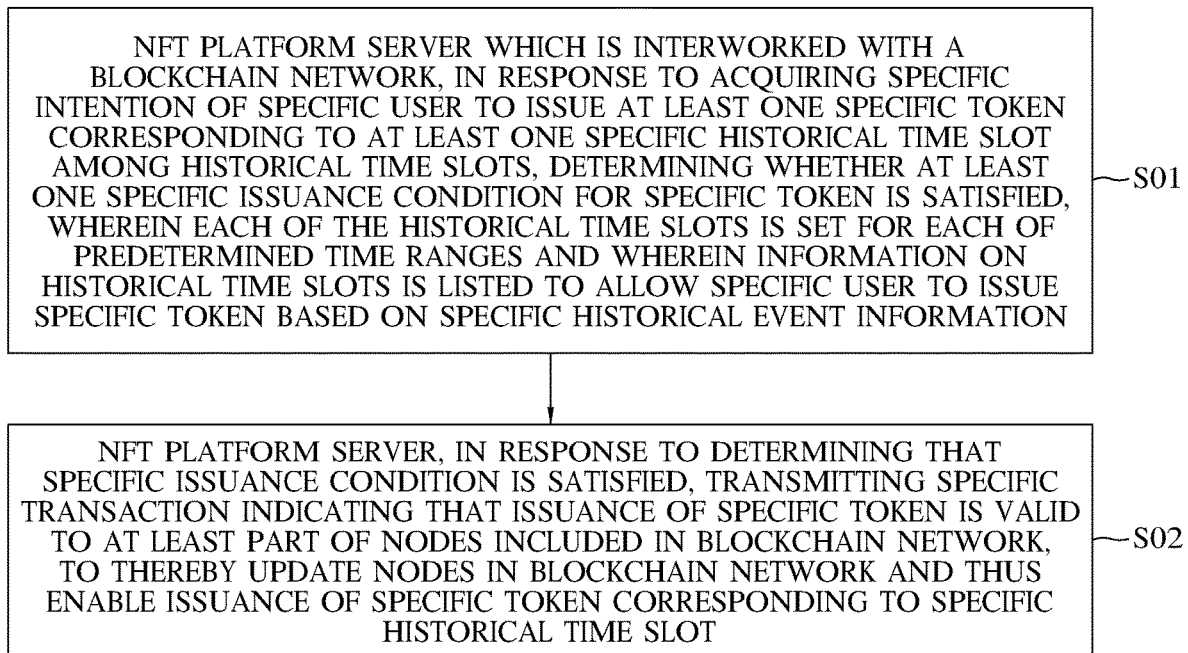 NFT PLATFORM SERVER WHICH IS INTERWORKED WITH A
BLOCKCHAIN NETWORK, IN RESPONSE TO ACQUIRING SPECIFIC
INTENTION OF SPECIFIC USER TO ISSUE AT LEAST ONE SPECIFIC TOKEN
CORRESPONDING TO AT LEAST ONE SPECIFIC HISTORICAL TIME SLOT
AMONG HISTORICAL TIME SLOTS, DETERMINING WHETHER AT LEAST
ONE SPECIFIC ISSUANCE CONDITION FOR SPECIFIC TOKEN IS SATISFIED,
WHEREIN EACH OF THE HISTORICAL TIME SLOTS IS SET FOR EACH OF
PREDETERMINED TIME RANGES AND WHEREIN INFORMATION ON
HISTORICAL TIME SLOTS IS LISTED TO ALLOW SPECIFIC USER TO ISSUE
SPECIFIC TOKEN BASED ON SPECIFIC HISTORICAL EVENT INFORMATION
S01
NFT PLATFORM SERVER, IN RESPONSE TO DETERMINING THAT
SPECIFIC ISSUANCE CONDITION IS SATISFIED, TRANSMITTING SPECIFIC
TRANSACTION INDICATING THAT ISSUANCE OF SPECIFIC TOKEN IS VALID
TO AT LEAST PART OF NODES INCLUDED IN BLOCKCHAIN NETWORK,
TO THEREBY UPDATE NODES IN BLOCKCHAIN NETWORK AND THUS
ENABLE ISSUANCE OF SPECIFIC TOKEN CORRESPONDING TO SPECIFIC
HISTORICAL TIME SLOT
S02